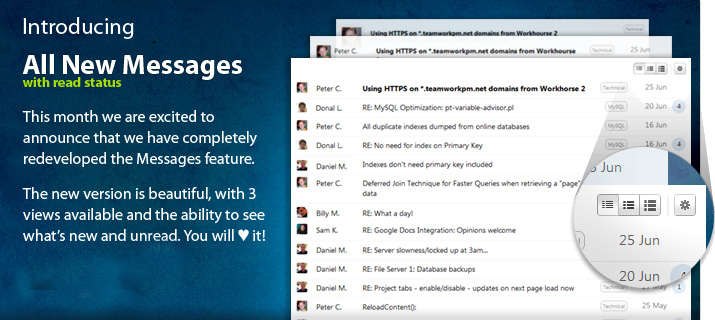 Introducing
All New Messages
with read status
This month we are excited to
announce that we have completely
redeveloped the Messages feature.
The new version is beautiful, with 3
views available and the ability to see
what's new and unread. You will ♥ it!
Using HTTPS on *.teamworkpm.net domains from Workhourse 2 Technical
Peter C. Using HTTPS on *.teamworkpm.net domains from Workhourse Technical 25 Jun
Peter C. Using HTTPS on *.teamworkpm.net domains from Workhorse 2 Technical 25 Jun
Donal L. RE: MySQL Optimization: pt-variable-advisor.pl MySQL 20 Jun 4
Peter C. All duplicate indexes dumped from online databases MySQL 16 Jun
Donal L. RE: No need for index on Primary Key MySQL 16 Jun 4
Daniel M. Indexes don't need primary key included
Peter C. Deferred Join Technique for Faster Queries when retrieving a "page"
data
Billy M. RE: What a day!
Sam K. RE: Google Docs Integration: Opinions welcome
Daniel M. RE: Server slowness/locked up at 3am...
Daniel M. RE: File Server 1: Database backups
Daniel M. RE: Project tabs - enable/disable - updates on next page load now Technical 27 May 1
Peter C. ReloadContent(); Technical 25 May
5 Jun
25 Jun
20 Jun